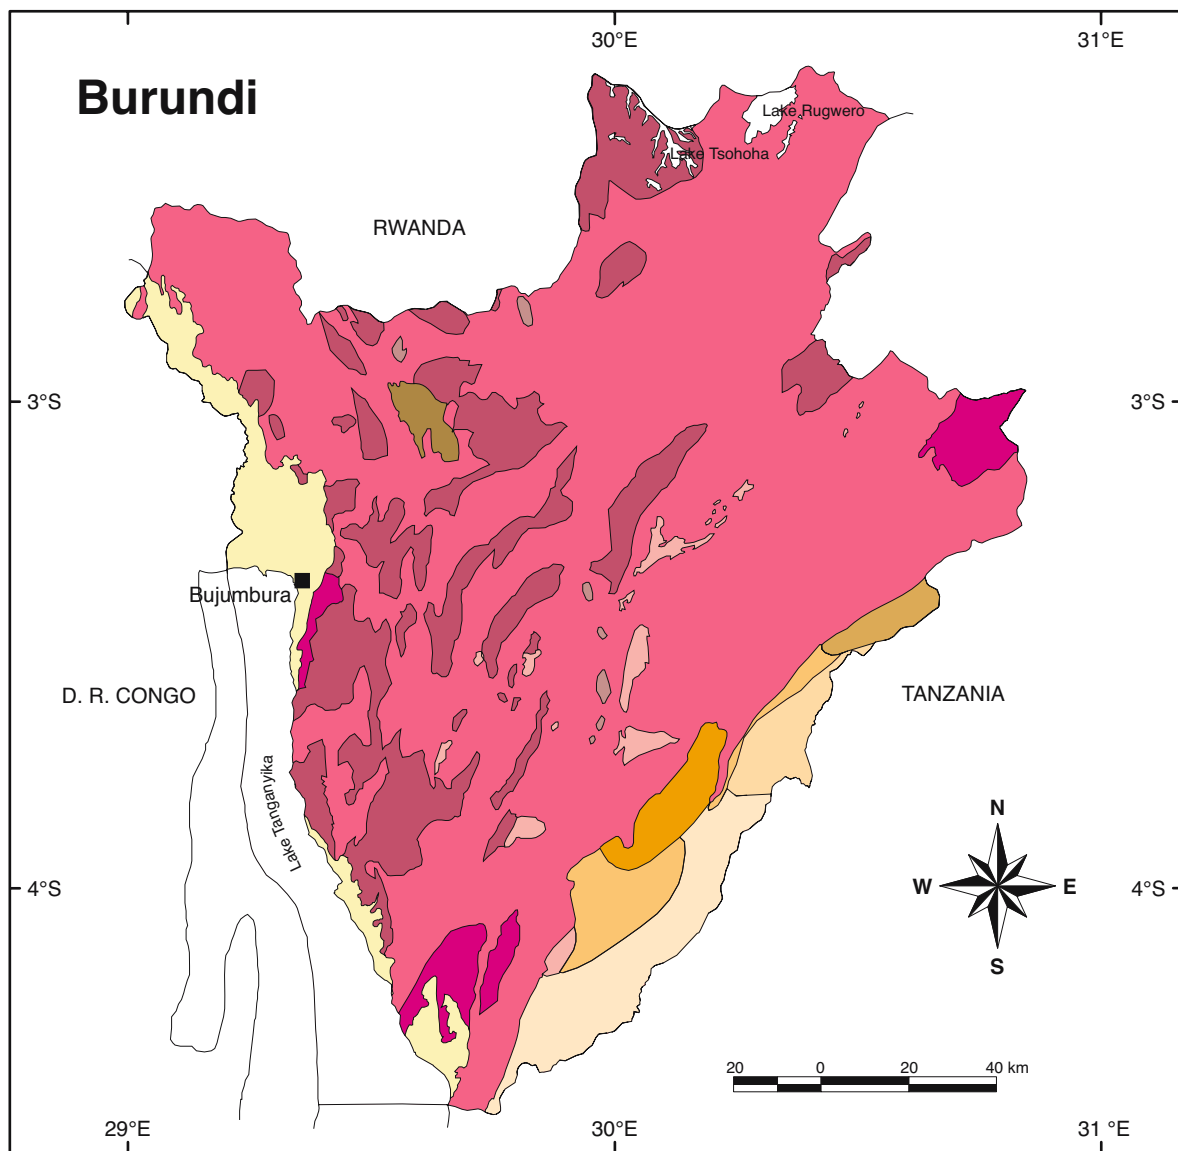 30°E
31°E
Burundi
Lake Rugwero
Lake Tsohoha
RWANDA
3°S
3°S
Bujumbura
D. R. CONGO
TANZANIA
Lake Tanganyika
N
W
E
S
4°S
4°S
20 0 20 40 km
29°E
30°E
31 °E